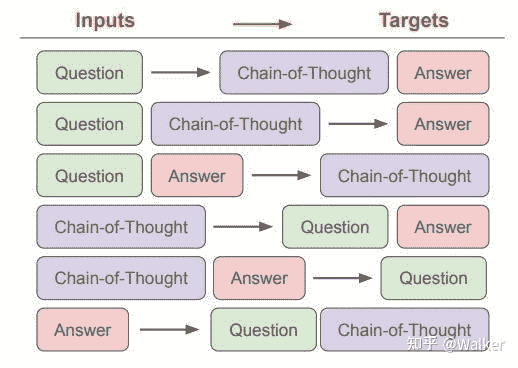 Inputs Targets
Question Chain-of-Thought Answer
Question Chain-of-Thought Answer
Question Answer Chain-of-Thought
Chain-of-Thought Question Answer
Chain-of-Thought Answer Question
Answer Question Chain-of-Thought
知乎 @Walker